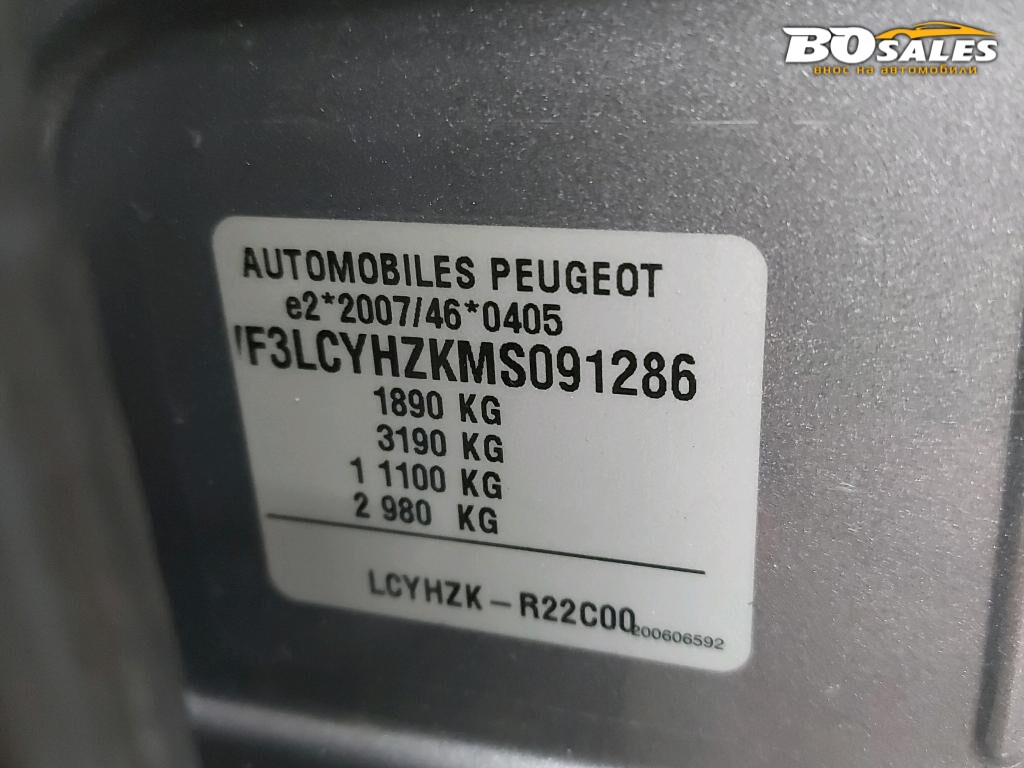 BOSALES
внос на автомобили
AUTOMOBILES PEUGEOT
e2*2007/46*0405
VF3LCYHZKMS091286
1890 KG
3190 KG
1 1100 KG
2 980 KG
LCYHZK – R22C00
200606592